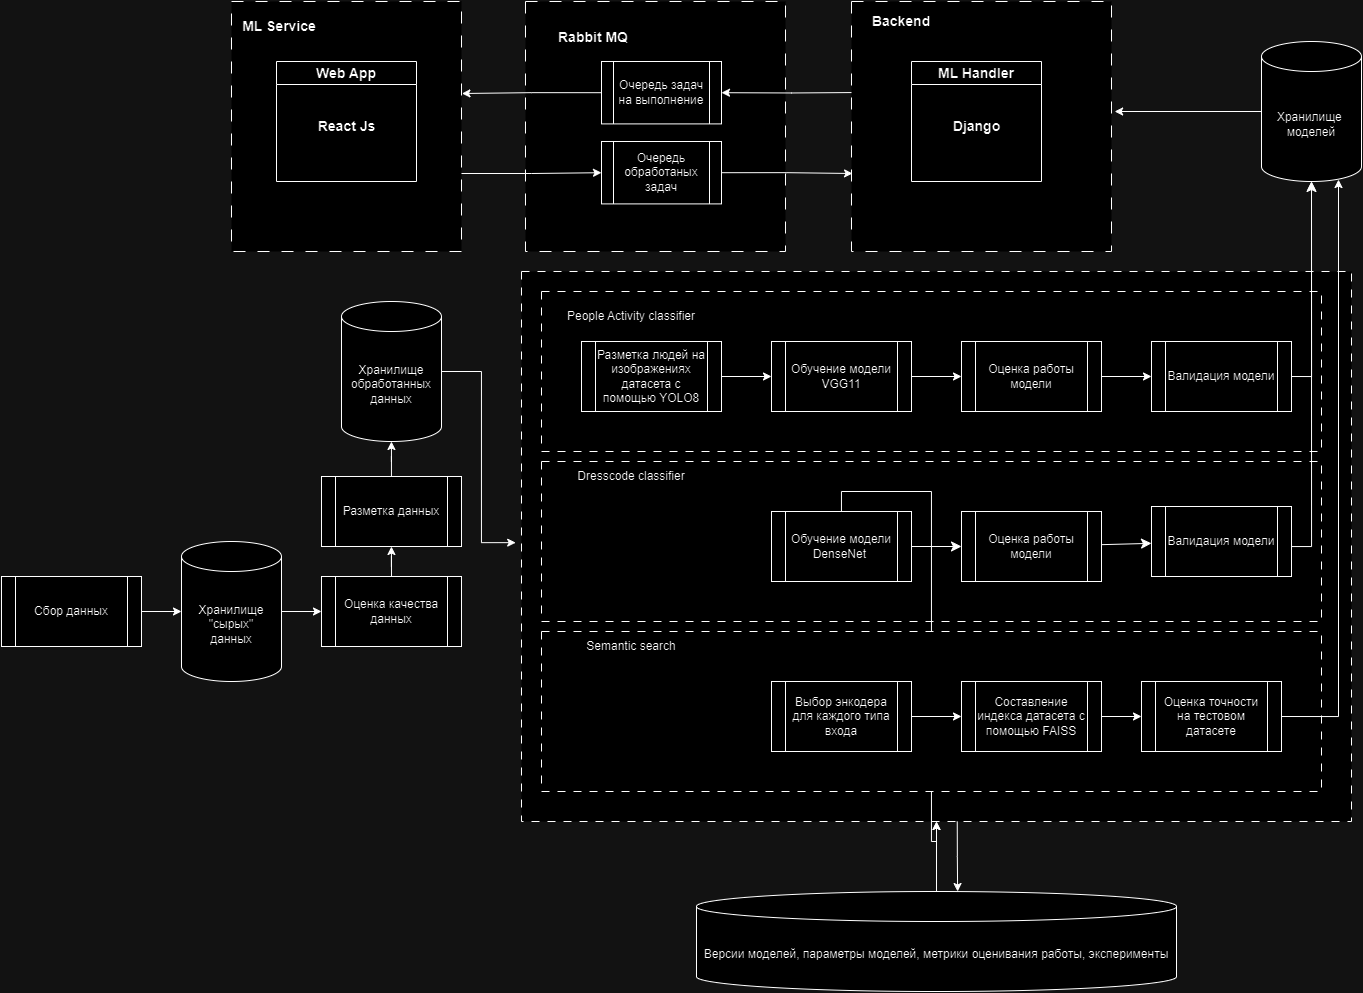 ML Service
Web App
React Js
Rabbit MQ
Очередь задач
на выполнение
Очередь
обработаных
задач
Backend
ML Handler
Django
Хранилище
моделей
People Activity classifier
Разметка людей на
изображениях
датасета с
помощью YOLO8
Обучение модели
VGG11
Оценка работы
модели
Валидация модели
Dresscode classifier
Обучение модели
DenseNet
Оценка работы
модели
Валидация модели
Semantic search
Выбор энкодера
для каждого типа
входа
Составление
индекса датасета с
помощью FAISS
Оценка точности
на тестовом
датасете
Хранилище
обработанных
данных
Разметка данных
Сбор данных
Хранилище
"сырых"
данных
Оценка качества
данных
Версии моделей, параметры моделей, метрики оценивания работы, эксперименты